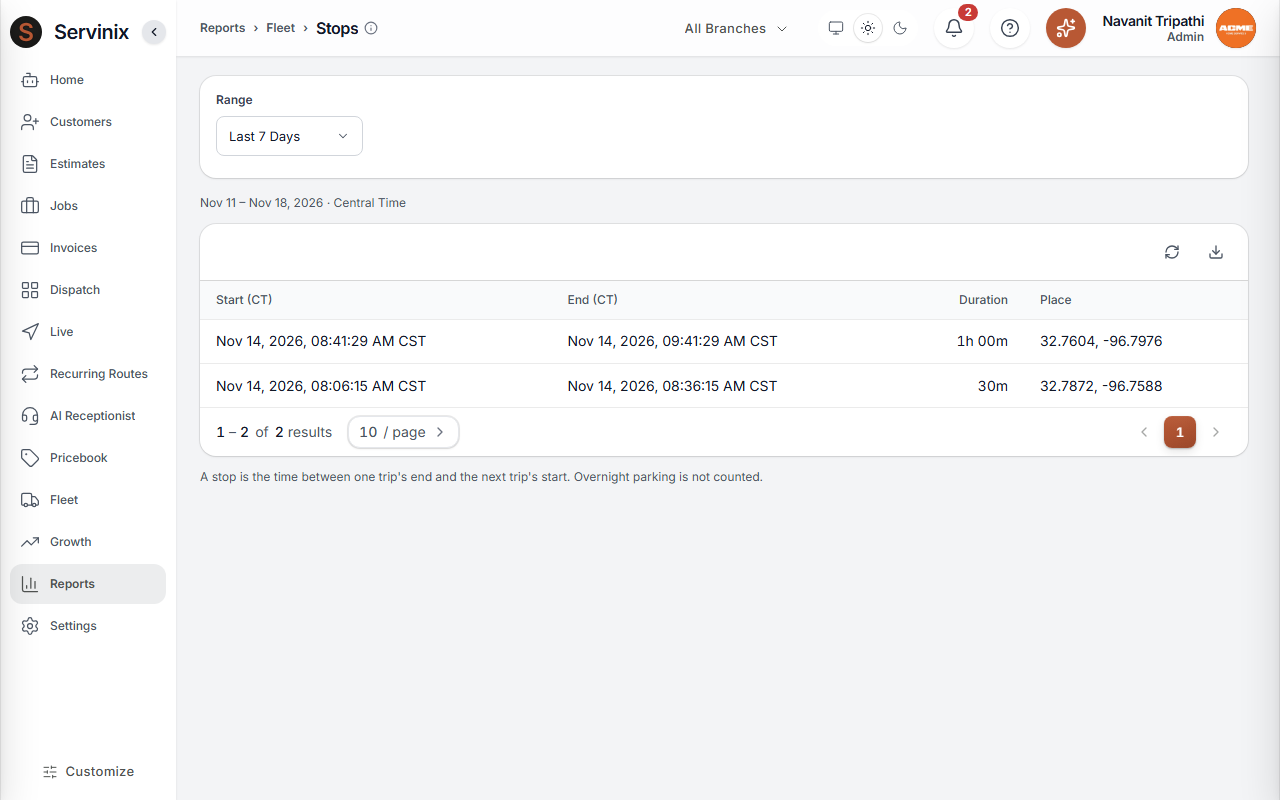 S Servinix
Reports › Fleet › Stops
All Branches
2
Navanit Tripathi
Admin
ACME
Home
Customers
Estimates
Jobs
Invoices
Dispatch
Live
Recurring Routes
AI Receptionist
Pricebook
Fleet
Growth
Reports
Settings
Customize
Range
Last 7 Days
Nov 11 – Nov 18, 2026 · Central Time
Start (CT) End (CT) Duration Place
Nov 14, 2026, 08:41:29 AM CST Nov 14, 2026, 09:41:29 AM CST 1h 00m 32.7604, -96.7976
Nov 14, 2026, 08:06:15 AM CST Nov 14, 2026, 08:36:15 AM CST 30m 32.7872, -96.7588
1 – 2 of 2 results 10 / page 1
A stop is the time between one trip's end and the next trip's start. Overnight parking is not counted.